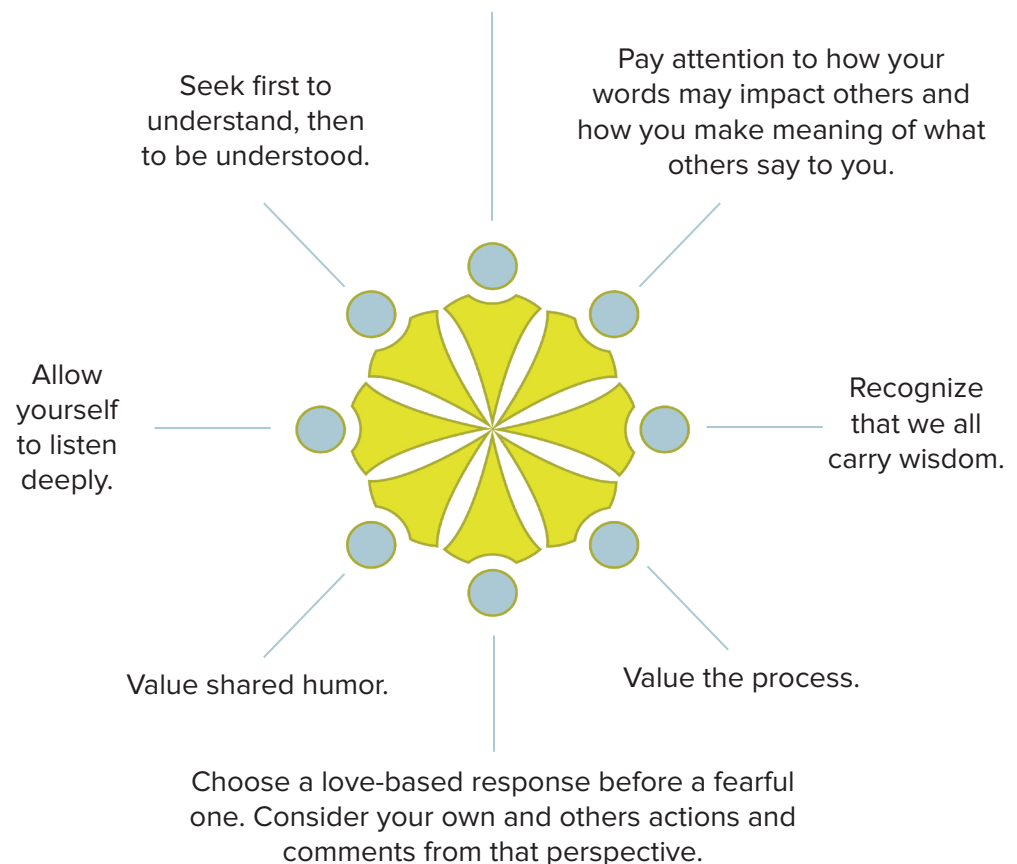 Seek first to
understand, then
to be understood.
Pay attention to how your
words may impact others and
how you make meaning of what
others say to you.
Allow
yourself
to listen
deeply.
Recognize
that we all
carry wisdom.
Value shared humor.
Value the process.
Choose a love-based response before a fearful
one. Consider your own and others actions and
comments from that perspective.